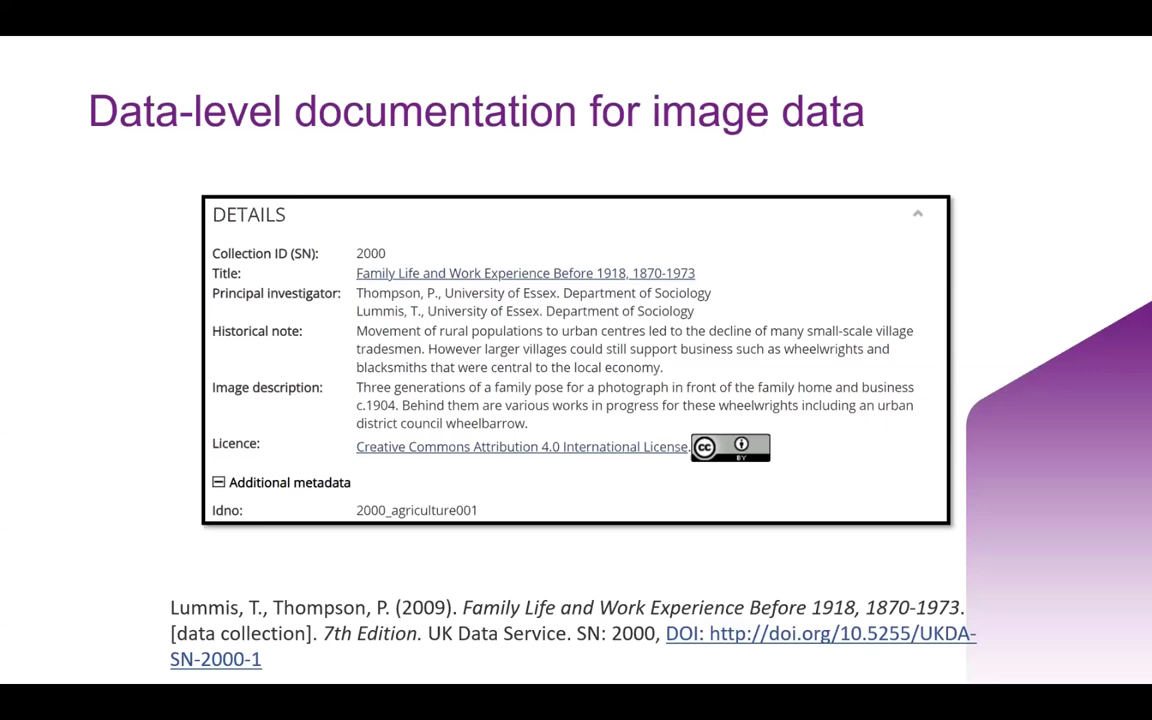 Data-level documentation for image data
DETAILS
Collection ID (SN): 2000
Title: Family Life and Work Experience Before 1918, 1870-1973
Principal investigator: Thompson, P., University of Essex. Department of Sociology
Lummis, T., University of Essex. Department of Sociology
Historical note: Movement of rural populations to urban centres led to the decline of many small-scale village
tradesmen. However larger villages could still support business such as wheelwrights and
blacksmiths that were central to the local economy.
Image description: Three generations of a family pose for a photograph in front of the family home and business
c.1904. Behind them are various works in progress for these wheelwrights including an urban
district council wheelbarrow.
Licence: Creative Commons Attribution 4.0 International License. cc BY
Additional metadata
Idno: 2000_agriculture001
Lummis, T., Thompson, P. (2009). Family Life and Work Experience Before 1918, 1870-1973.
[data collection]. 7th Edition. UK Data Service. SN: 2000, DOI: http://doi.org/10.5255/UKDA-
SN-2000-1